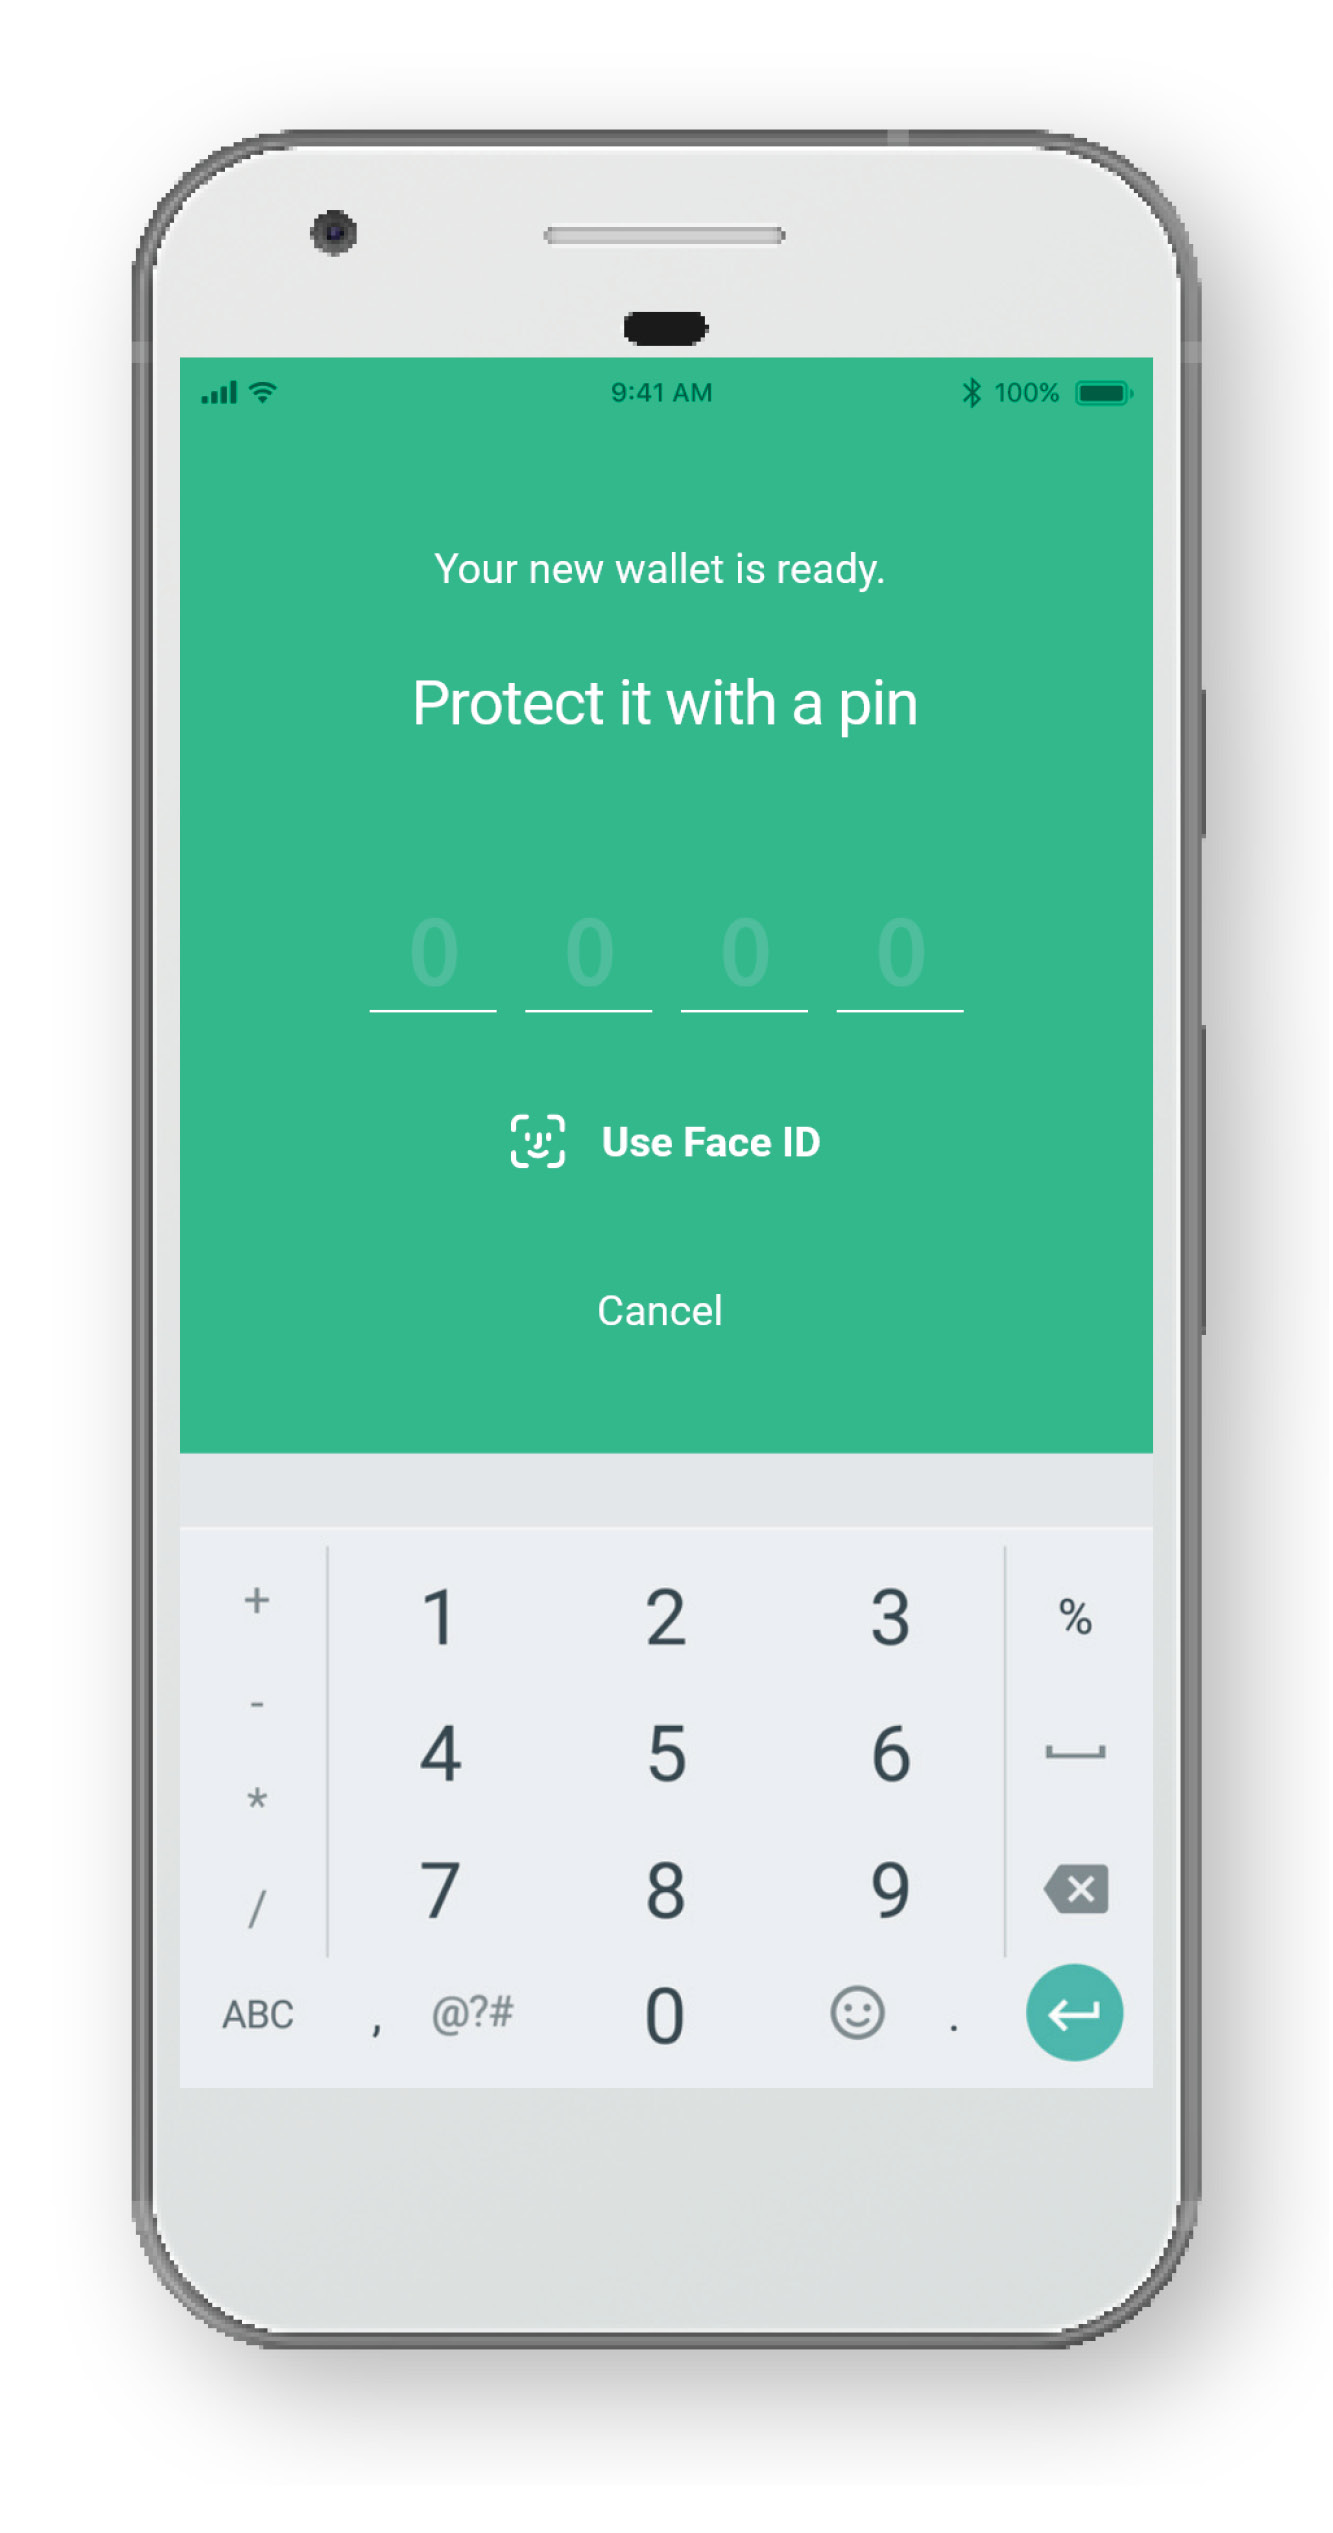 9:41 AM 100%
Your new wallet is ready.
Protect it with a pin
0 0 0 0
Use Face ID
Cancel
+ 1 2 3 %
-
4 5 6
*
7 8 9
/
ABC , @?# 0 .